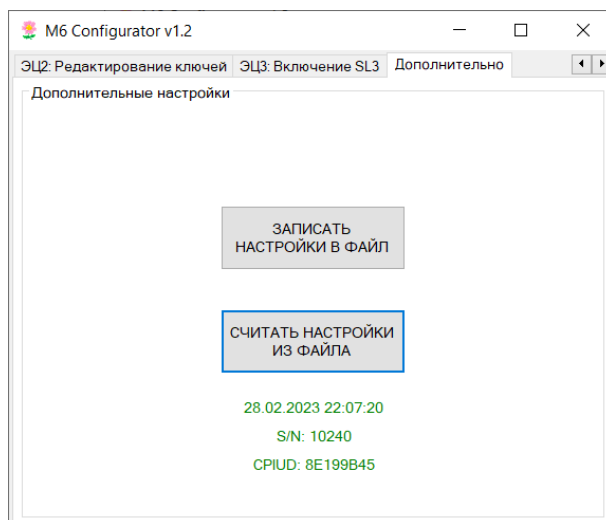 M6 Configurator v1.2
ЭЦ2: Редактирование ключей ЭЦ3: Включение SL3 Дополнительно
Дополнительные настройки
ЗАПИСАТЬ
НАСТРОЙКИ В ФАЙЛ
СЧИТАТЬ НАСТРОЙКИ
ИЗ ФАЙЛА
28.02.2023 22:07:20
S/N: 10240
CPIUD: 8E199B45